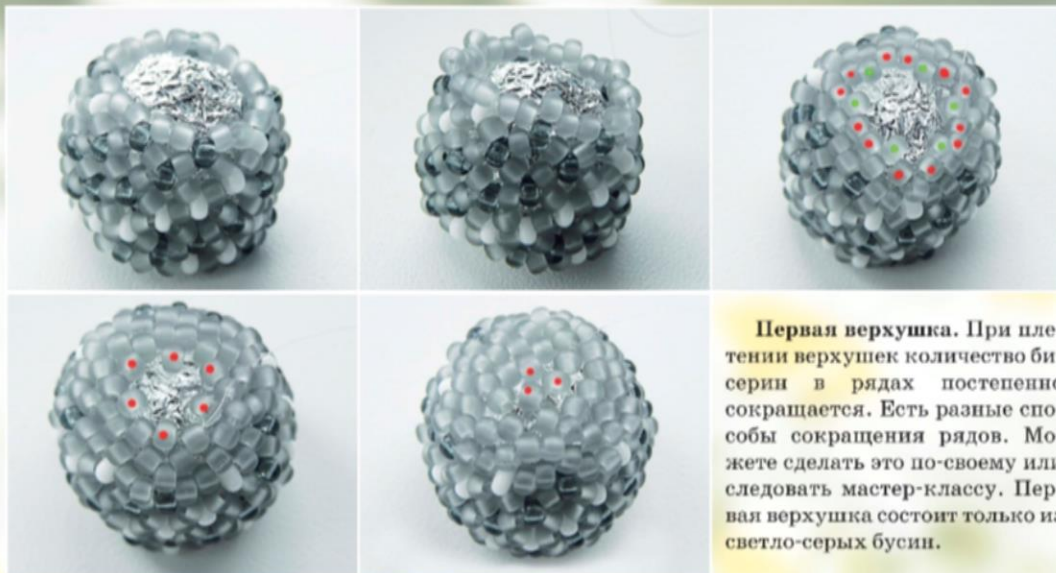 Первая верхушка. При пле
тении верхушек количество би
серин в рядах постепенно
сокращается. Есть разные спо
собы сокращения рядов. Мо
жете сделать это по-своему или
следовать мастер-классу. Пер
вая верхушка состоит только из
светло-серых бусин.